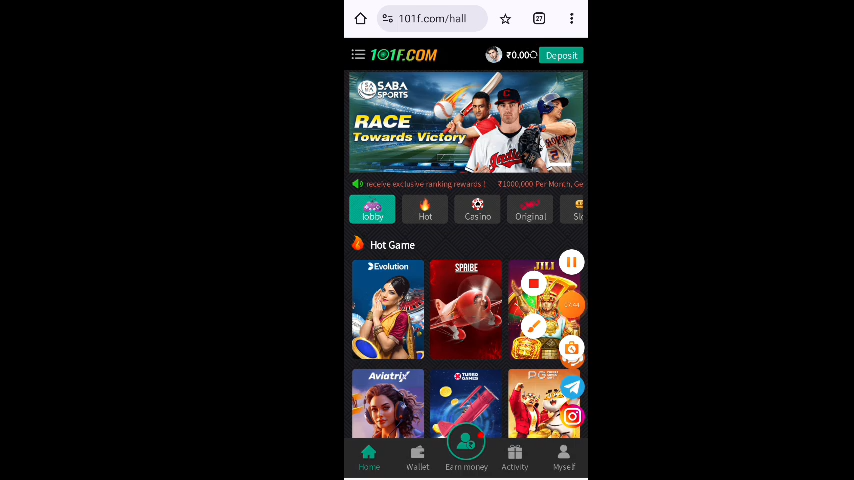 101f.com/hall
27
101F.COM
₹0.00
Deposit
SABA
SPORTS
RACE
Towards Victory
receive exclusive ranking rewards ! ₹1000,000 Per Month, Ge
lobby
Hot
Casino
Original
Slo
Hot Game
Evolution
SPRIBE
JILI
Aviatrix
TURBO
GAMES
PG
Home
Wallet
Earn money
Activity
Myself